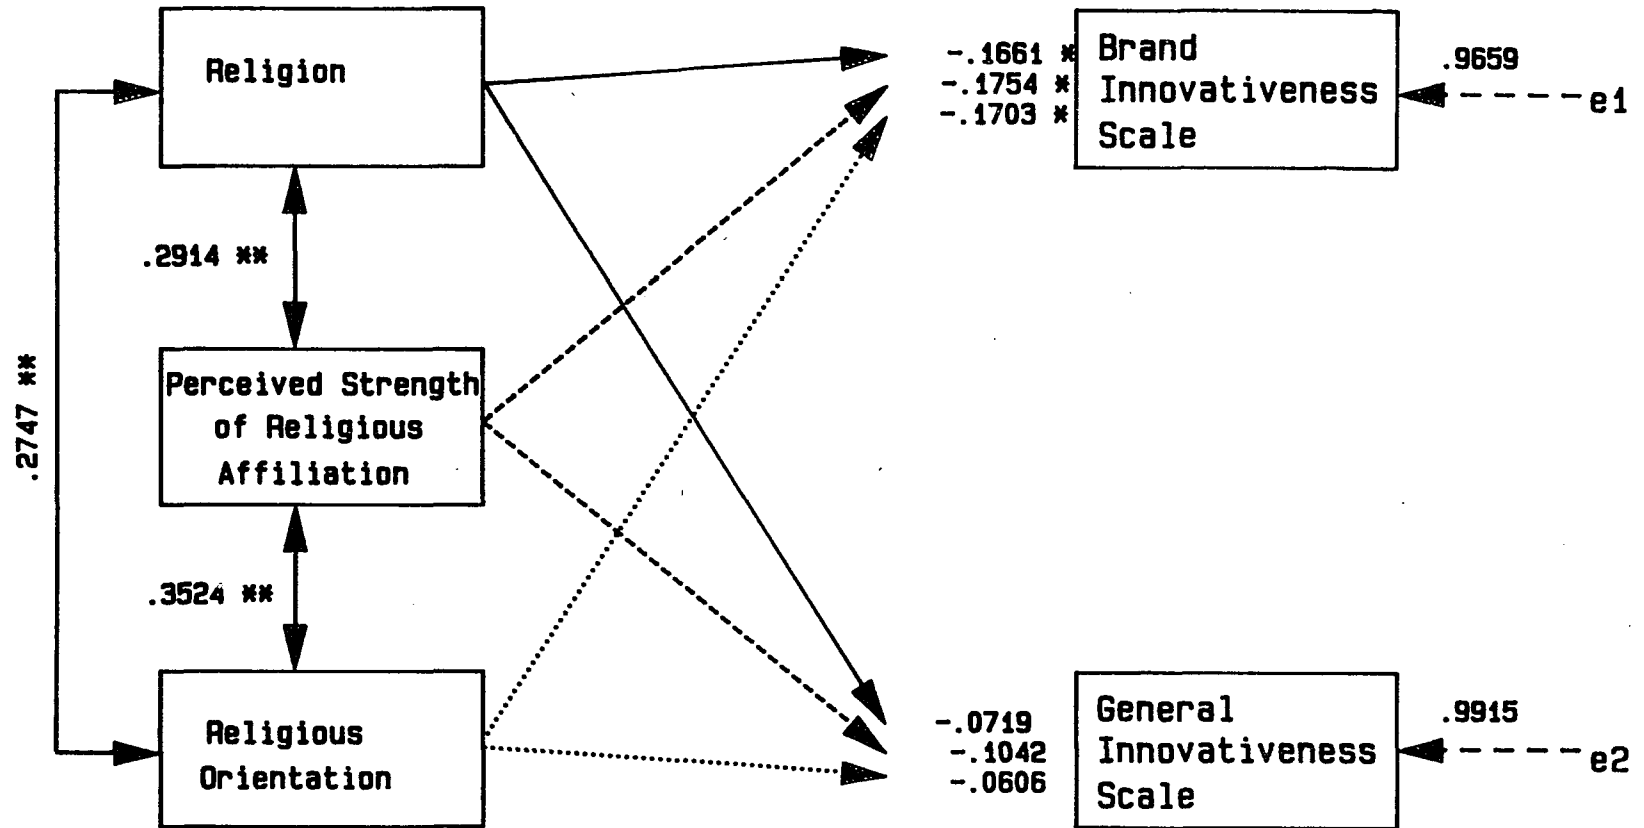 Religion
-.1661 *
-.1754 *
-.1703 *
Brand
Innovativeness
Scale
.9659
e1
.2914 **
.2747 **
Perceived Strength
of Religious
Affiliation
.3524 **
Religious
Orientation
-.0719
-.1042
-.0606
General
Innovativeness
Scale
.9915
e2